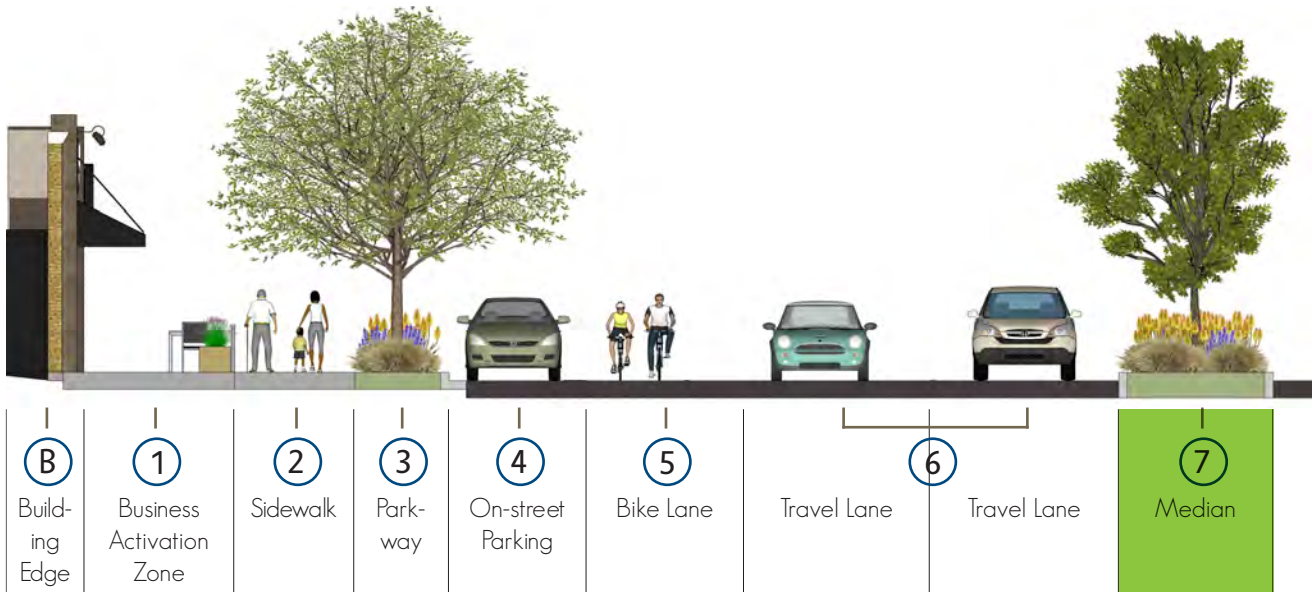 B
Build-
ing
Edge
1
Business
Activation
Zone
2
Sidewalk
3
Park-
way
4
On-street
Parking
5
Bike Lane
6
Travel Lane
Travel Lane
7
Median